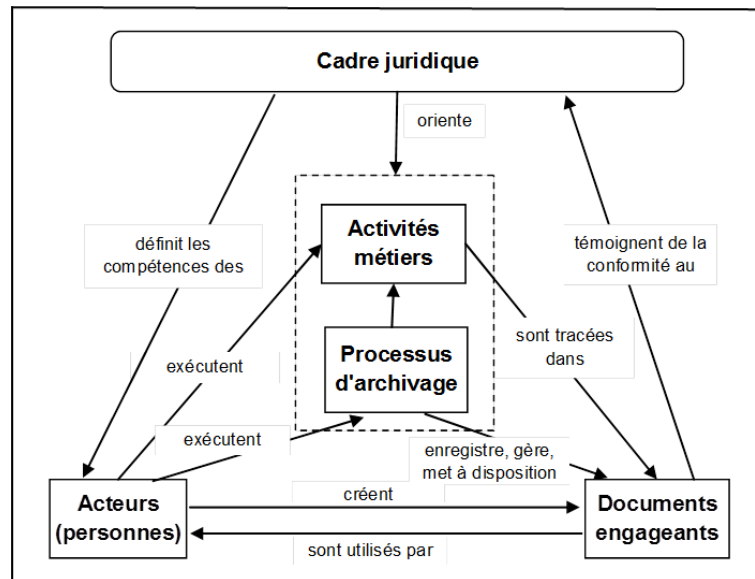 Cadre juridique
oriente
Activités
métiers
définit les
compétences des
témoignent de la
conformité au
sont tracées
dans
Processus
d'archivage
exécutent
exécutent
enregistre, gère,
met à disposition
Acteurs
(personnes)
créent
Documents
engageants
sont utilisés par